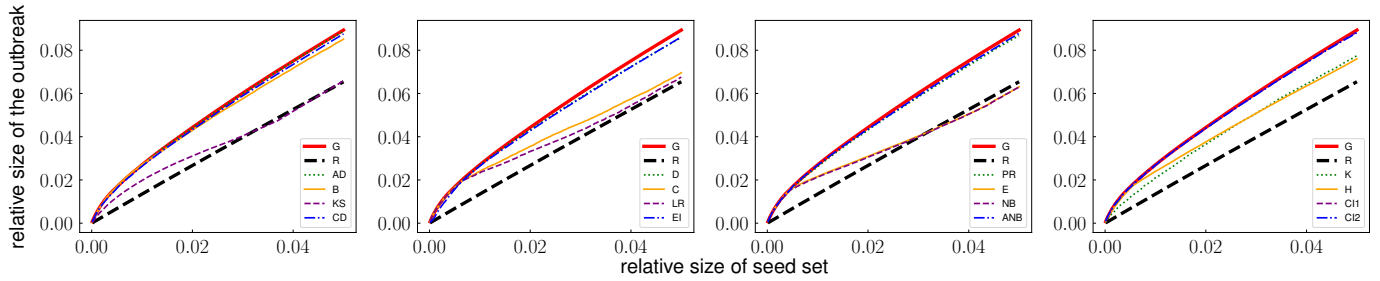 relative size of the outbreak
0.08
0.06
0.04
0.02
0.00
0.00 0.02 0.04
G
R
AD
B
KS
CD
0.08
0.06
0.04
0.02
0.00
0.00 0.02 0.04
G
R
D
C
LR
EI
0.08
0.06
0.04
0.02
0.00
0.00 0.02 0.04
G
R
PR
E
NB
ANB
0.08
0.06
0.04
0.02
0.00
0.00 0.02 0.04
G
R
K
H
CI1
CI2
relative size of seed set